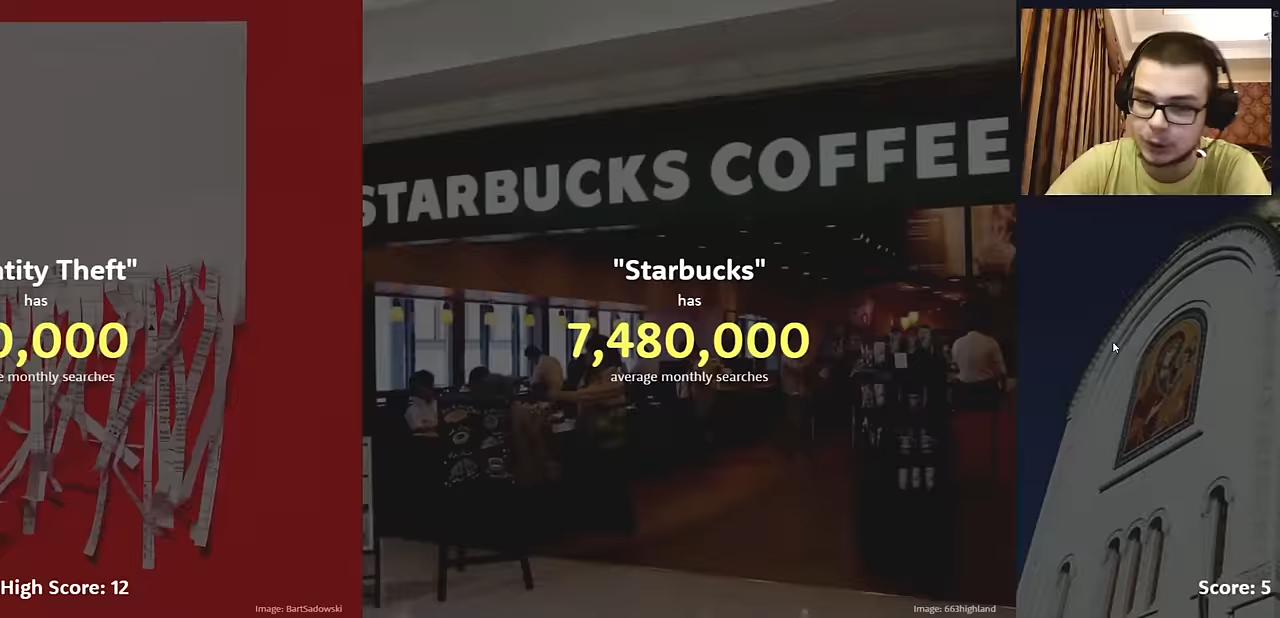 STARBUCKS COFFEE
ntity Theft"
has
0,000
e monthly searches
"Starbucks"
has
7,480,000
average monthly searches
High Score: 12
Score: 5
Image: BartSadowski
Image: 663highland